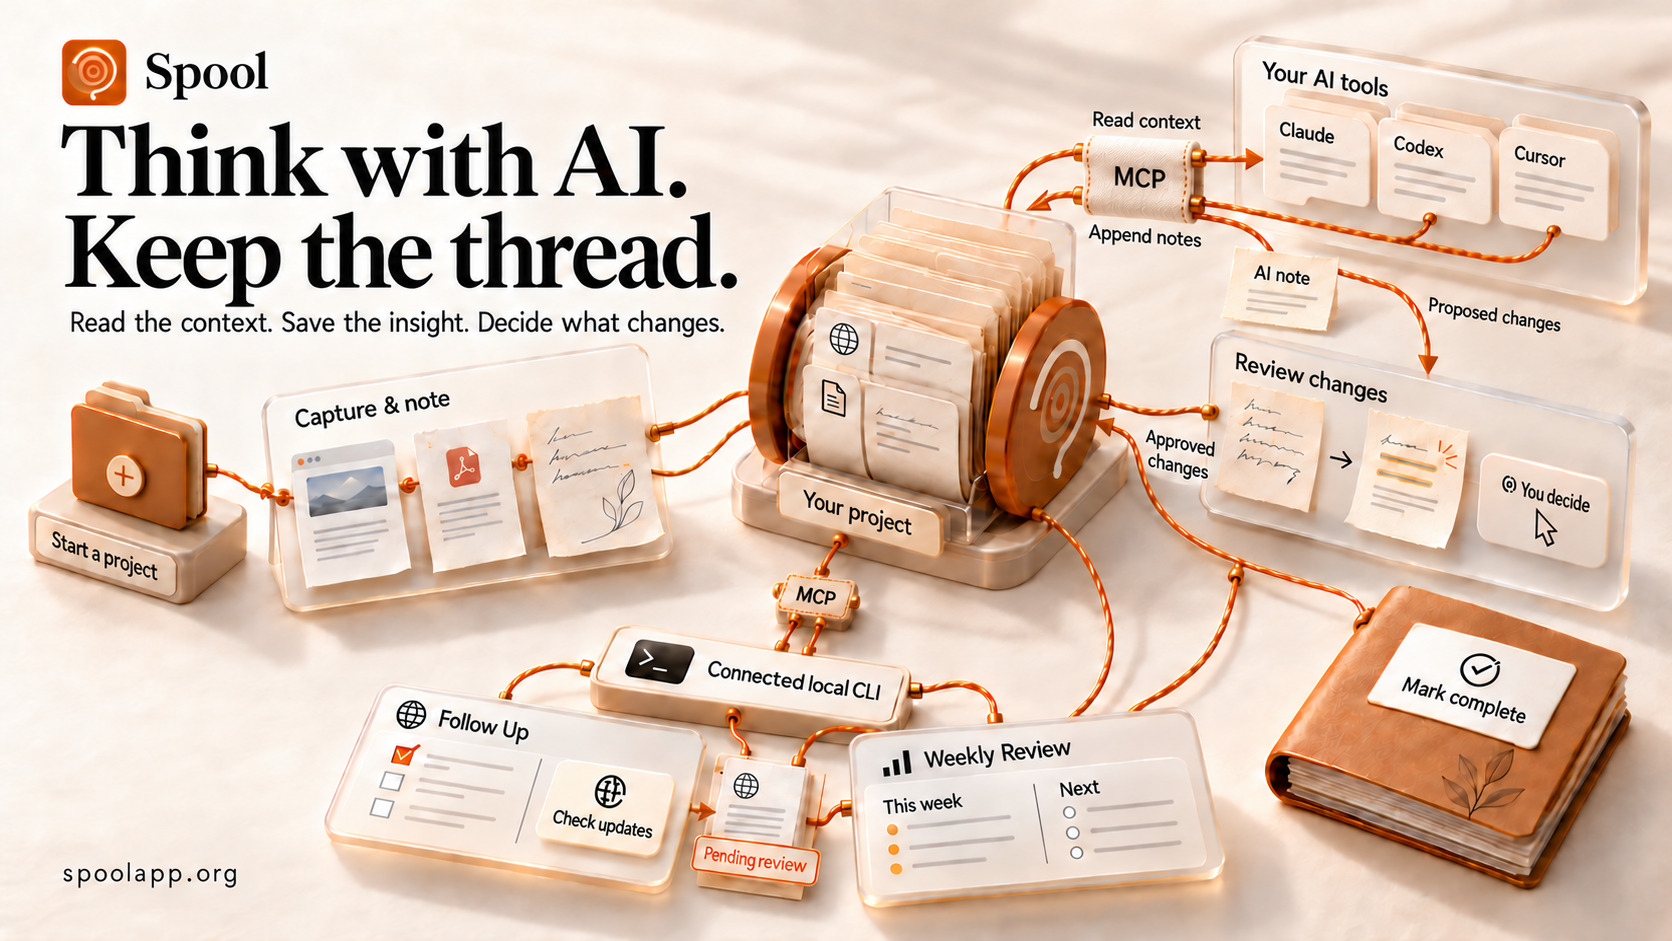 Spool
Think with AI.
Keep the thread.
Read the context. Save the insight. Decide what changes.
Start a project
Capture & note
Your project
Read context
MCP
Append notes
Your AI tools
Claude
Codex
Cursor
AI note
Proposed changes
Review changes
You decide
Approved
changes
MCP
Connected local CLI
Follow Up
Check updates
Pending review
Weekly Review
This week
Next
Mark complete
spoolapp.org